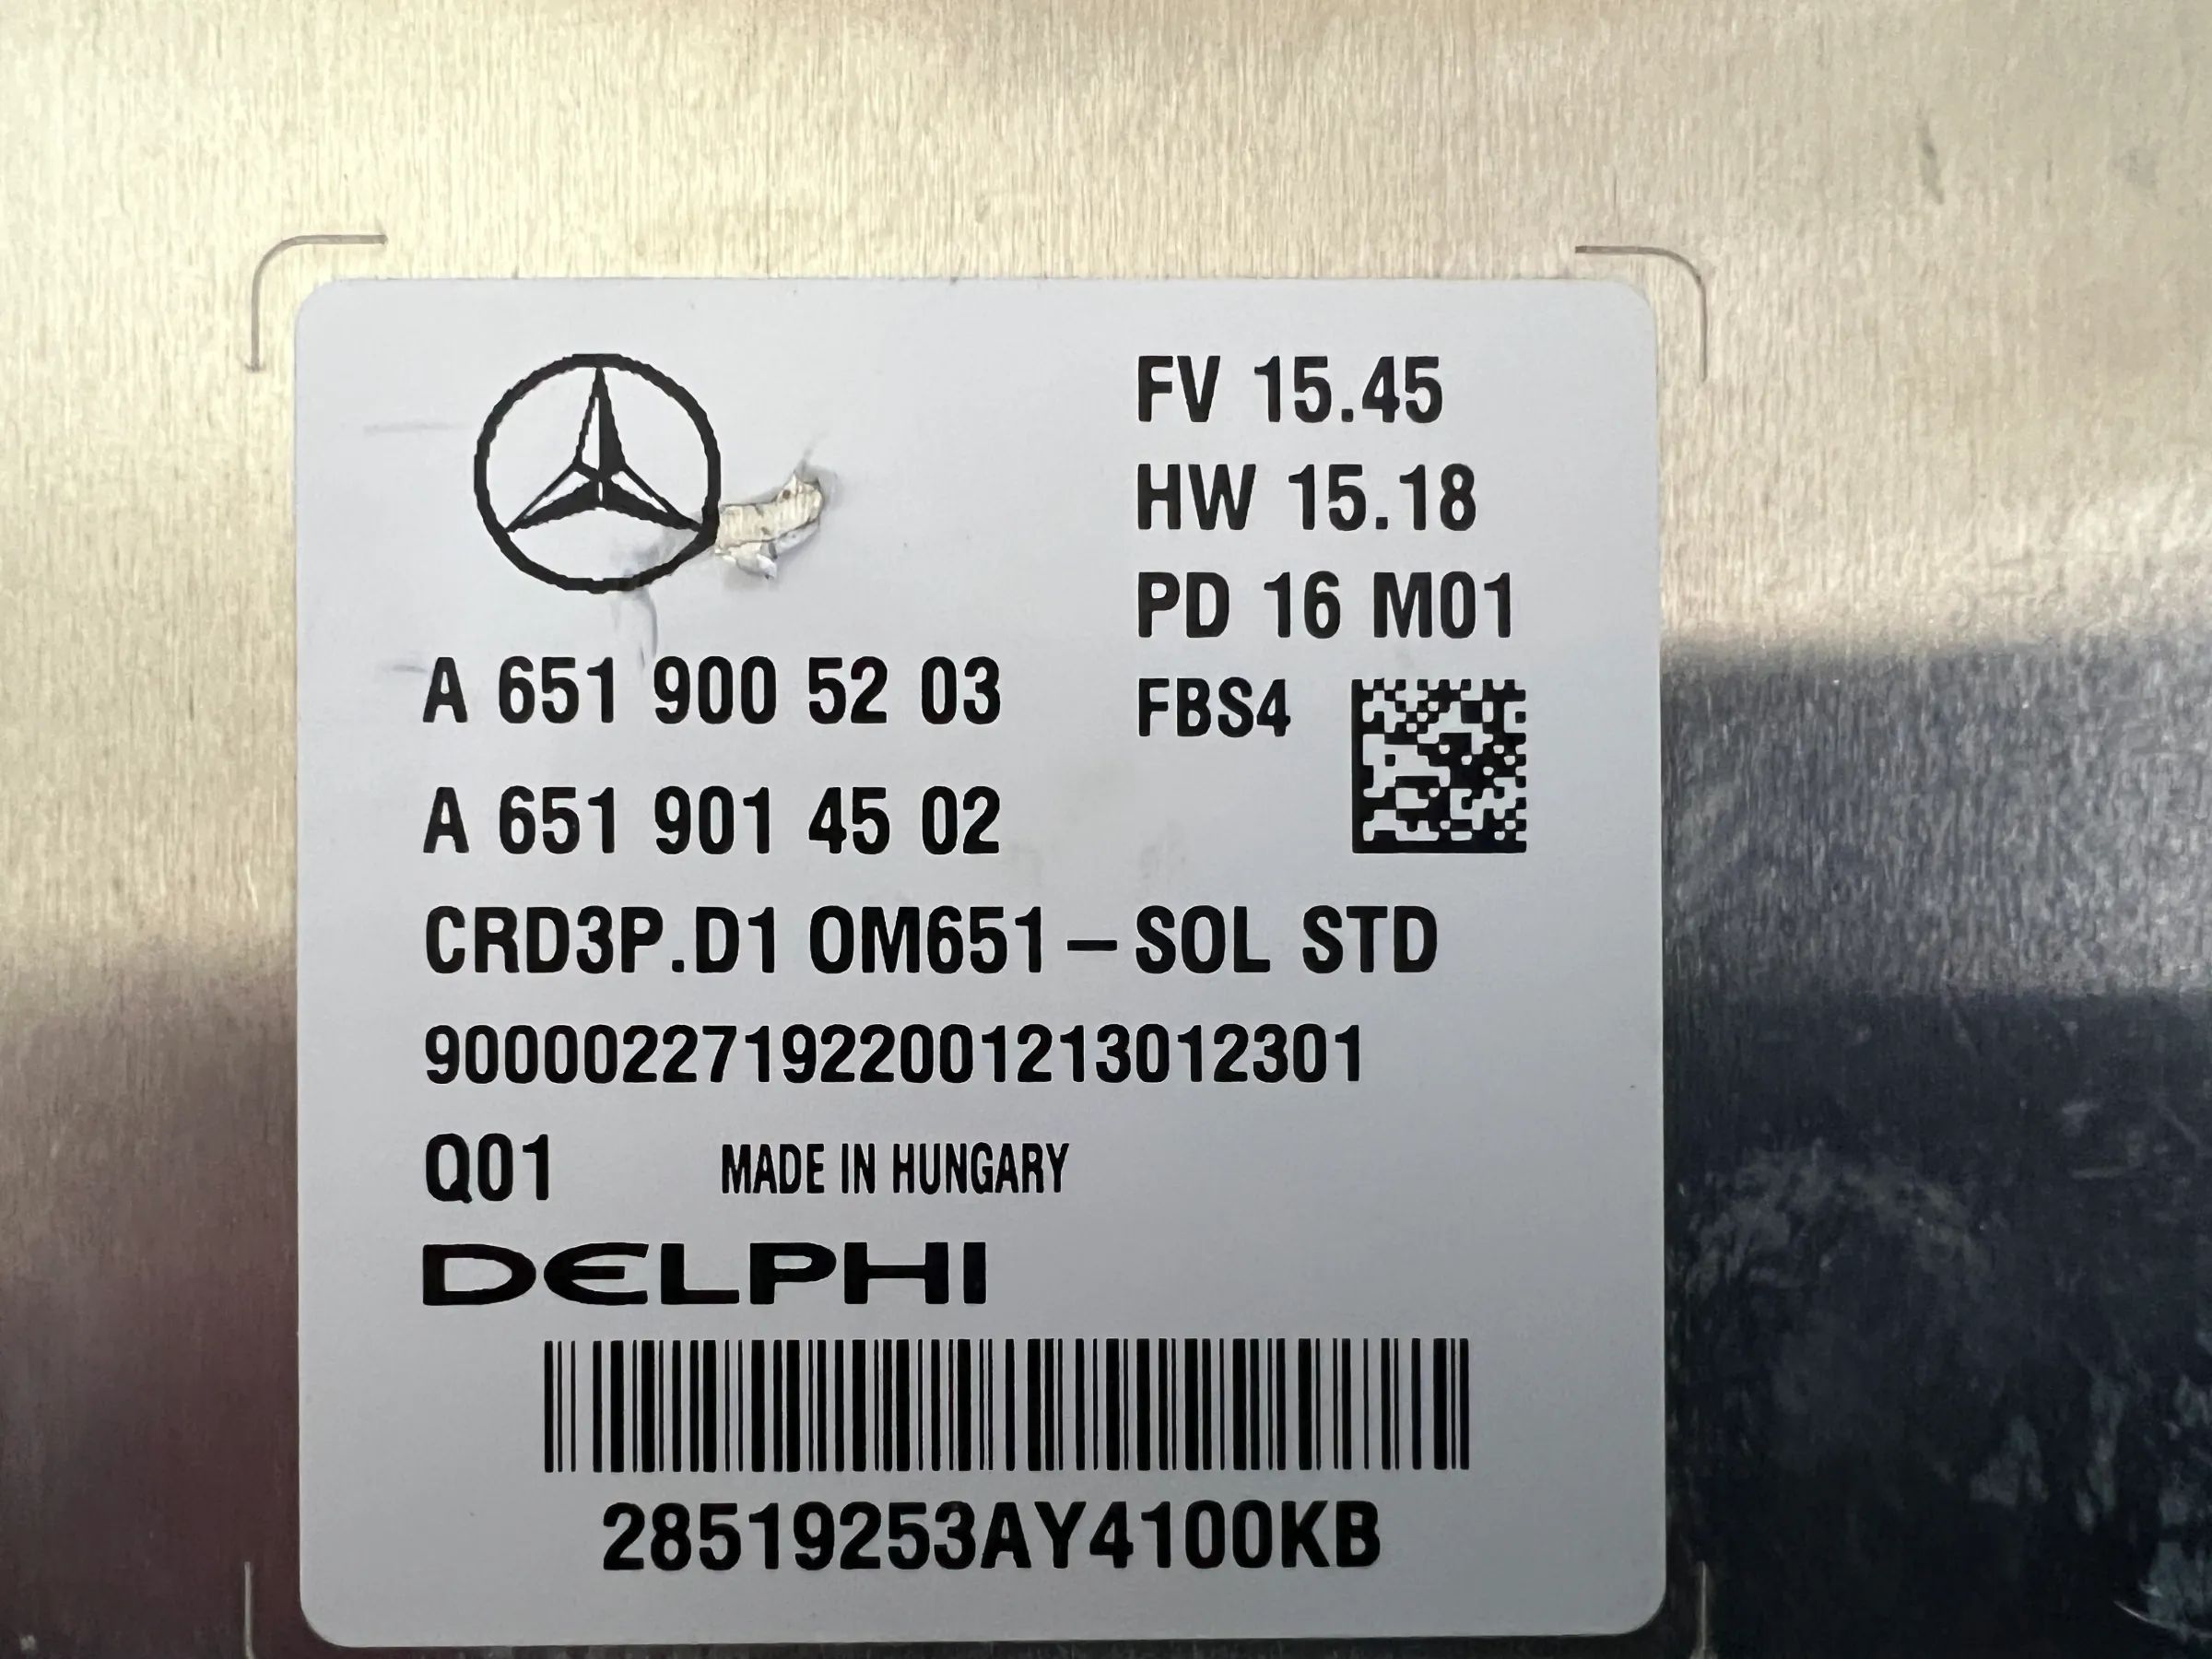 FV 15.45
HW 15.18
PD 16 M01
A 651 900 52 03
FBS4
A 651 901 45 02
CRD3P.D1 OM651-SOL STD
900002271922001213012301
Q01 MADE IN HUNGARY
DELPHI
28519253AY4100KB